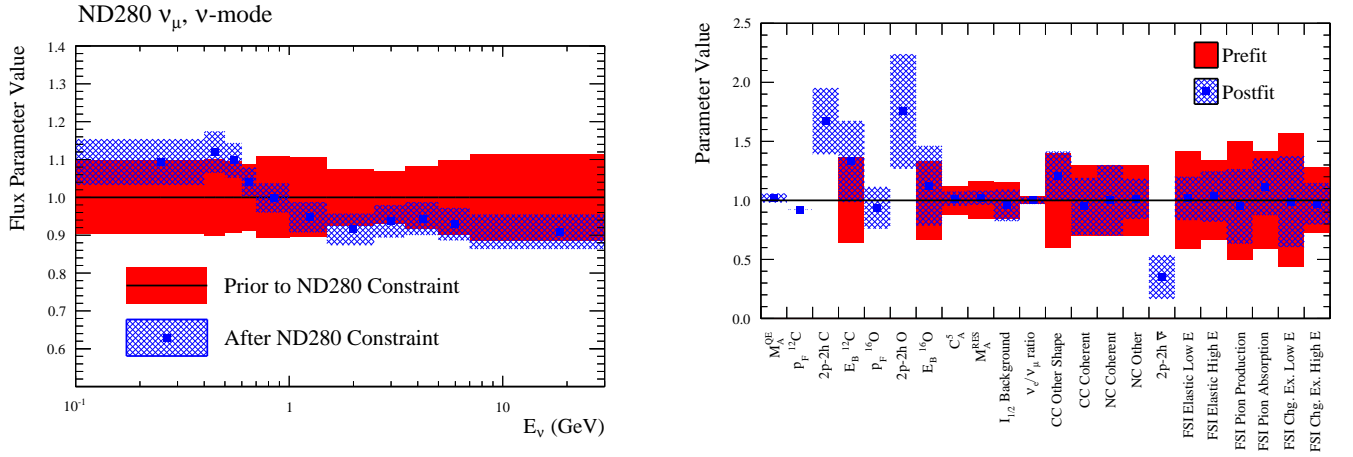 ND280 νμ, ν-mode
Flux Parameter Value
1.4
1.3
1.2
1.1
1.0
0.9
0.8
0.7
0.6
Prior to ND280 Constraint
After ND280 Constraint
10⁻¹
1
10
Eν (GeV)
Parameter Value
2.5
2.0
1.5
1.0
0.5
0.0
Prefit
Postfit
M_A^QE
p_F ¹²C
2p-2h C
E_B ¹²C
p_F ¹⁶O
2p-2h O
E_B ¹⁶O
C_A^5
M_A^RES
I_1/2 Background
ν_e/ν_μ ratio
CC Other Shape
CC Coherent
NC Coherent
NC Other
2p-2h ν̄
FSI Elastic Low E
FSI Elastic High E
FSI Pion Production
FSI Pion Absorption
FSI Chg. Ex. Low E
FSI Chg. Ex. High E